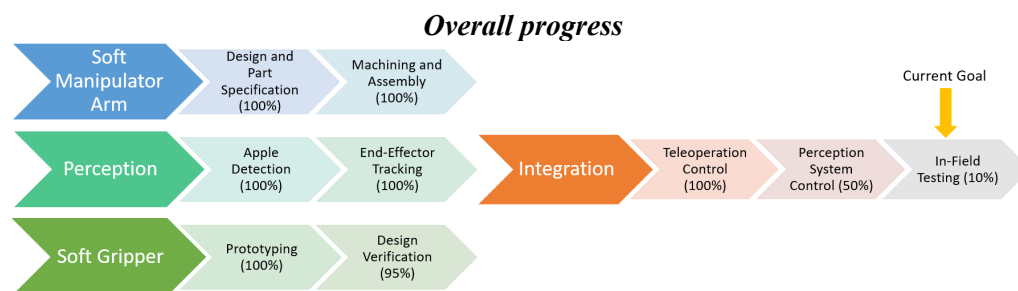 Overall progress
Soft
Manipulator
Arm
Design and
Part
Specification
(100%)
Machining and
Assembly
(100%)
Current Goal
Perception
Apple
Detection
(100%)
End-Effector
Tracking
(100%)
Integration
Teleoperation
Control
(100%)
Perception
System
Control (50%)
In-Field
Testing (10%)
Soft Gripper
Prototyping
(100%)
Design
Verification
(95%)